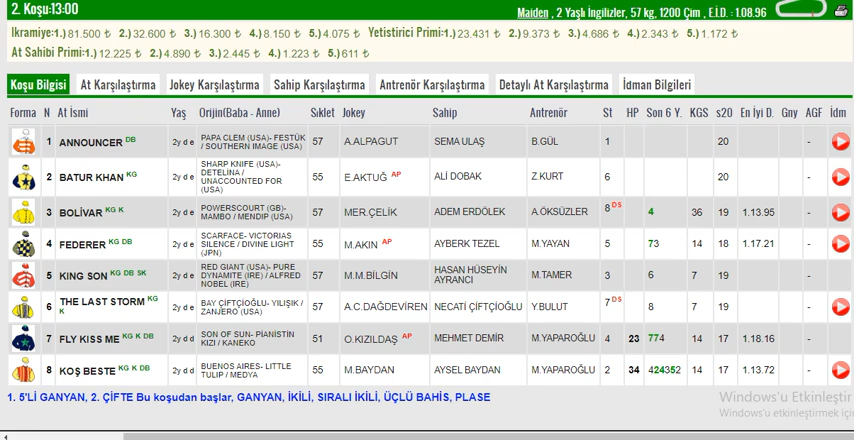 2. Koşu:13:00 Maiden , 2 Yaşlı İngilizler, 57 kg, 1200 Çim , E.İ.D. : 1.08.96
Ikramiye:1.) 81.500 ₺ 2.) 32.600 ₺ 3.) 16.300 ₺ 4.) 8.150 ₺ 5.) 4.075 ₺ Yetistirici Primi:1.) 23.431 ₺ 2.) 9.373 ₺ 3.) 4.686 ₺ 4.) 2.343 ₺ 5.) 1.172 ₺
At Sahibi Primi:1.) 12.225 ₺ 2.) 4.890 ₺ 3.) 2.445 ₺ 4.) 1.223 ₺ 5.) 611 ₺
Koşu Bilgisi At Karşılaştırma Jokey Karşılaştırma Sahip Karşılaştırma Antrenör Karşılaştırma Detaylı At Karşılaştırma İdman Bilgileri
Forma N At İsmi Yaş Orijin(Baba - Anne) Sıklet Jokey Sahip Antrenör St HP Son 6 Y. KGS s20 En İyi D. Gny AGF İdm
1 ANNOUNCER DB 2y d e PAPA CLEM (USA)- FESTÜK / SOUTHERN IMAGE (USA) 57 A.ALPAGUT SEMA ULAŞ B.GÜL 1 20 -
2 BATUR KHAN KG 2y d e SHARP KNIFE (USA)- DETELİNA / UNACCOUNTED FOR (USA) 55 E.AKTUĞ AP ALİ DOBAK Z.KURT 6 20 -
3 BOLİVAR KG K 2y d e POWERSCOURT (GB)- MAMBO / MENDIP (USA) 57 MER.ÇELİK ADEM ERDÖLEK A.ÖKSÜZLER 8 DS 4 36 19 1.13.95 -
4 FEDERER KG DB 2y d e SCARFACE- VICTORIAS SILENCE / DIVINE LIGHT (JPN) 55 M.AKIN AP AYBERK TEZEL M.YAYAN 5 73 14 18 1.17.21 -
5 KING SON KG DB SK 2y d e RED GIANT (USA)- PURE DYNAMITE (IRE) / ALFRED NOBEL (IRE) 57 M.M.BİLGİN HASAN HÜSEYİN AYRANCI M.TAMER 3 6 7 19 -
6 THE LAST STORM KG K 2y d e BAY ÇİFTÇİOĞLU- YILIŞIK / ZANJERO (USA) 57 A.C.DAĞDEVİREN NECATİ ÇİFTÇİOĞLU Y.BULUT 7 DS 8 7 19 -
7 FLY KISS ME KG K DB 2y d d SON OF SUN- PİANİSTİN KIZI / KANEKO 51 O.KIZILDAŞ AP MEHMET DEMİR M.YAPAROĞLU 4 23 774 14 17 1.18.16 -
8 KOŞ BESTE KG K DB 2y d d BUENOS AIRES- LITTLE TULIP / MEDYA 55 M.BAYDAN AYSEL BAYDAN M.YAPAROĞLU 2 34 424352 14 17 1.13.72 -
1. 5'Lİ GANYAN, 2. ÇİFTE Bu koşudan başlar, GANYAN, İKİLİ, SIRALI İKİLİ, ÜÇLÜ BAHİS, PLASE
Windows'u Etkinleştir
Windows'u etkinleştirmek için